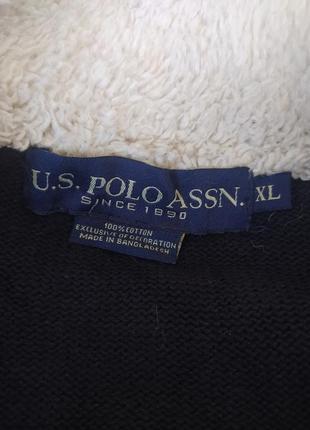 U.S. POLO ASSN. XL
SINCE 1890
100% COTTON
EXCLUSIVE OF DECORATION
MADE IN BANGLADESH